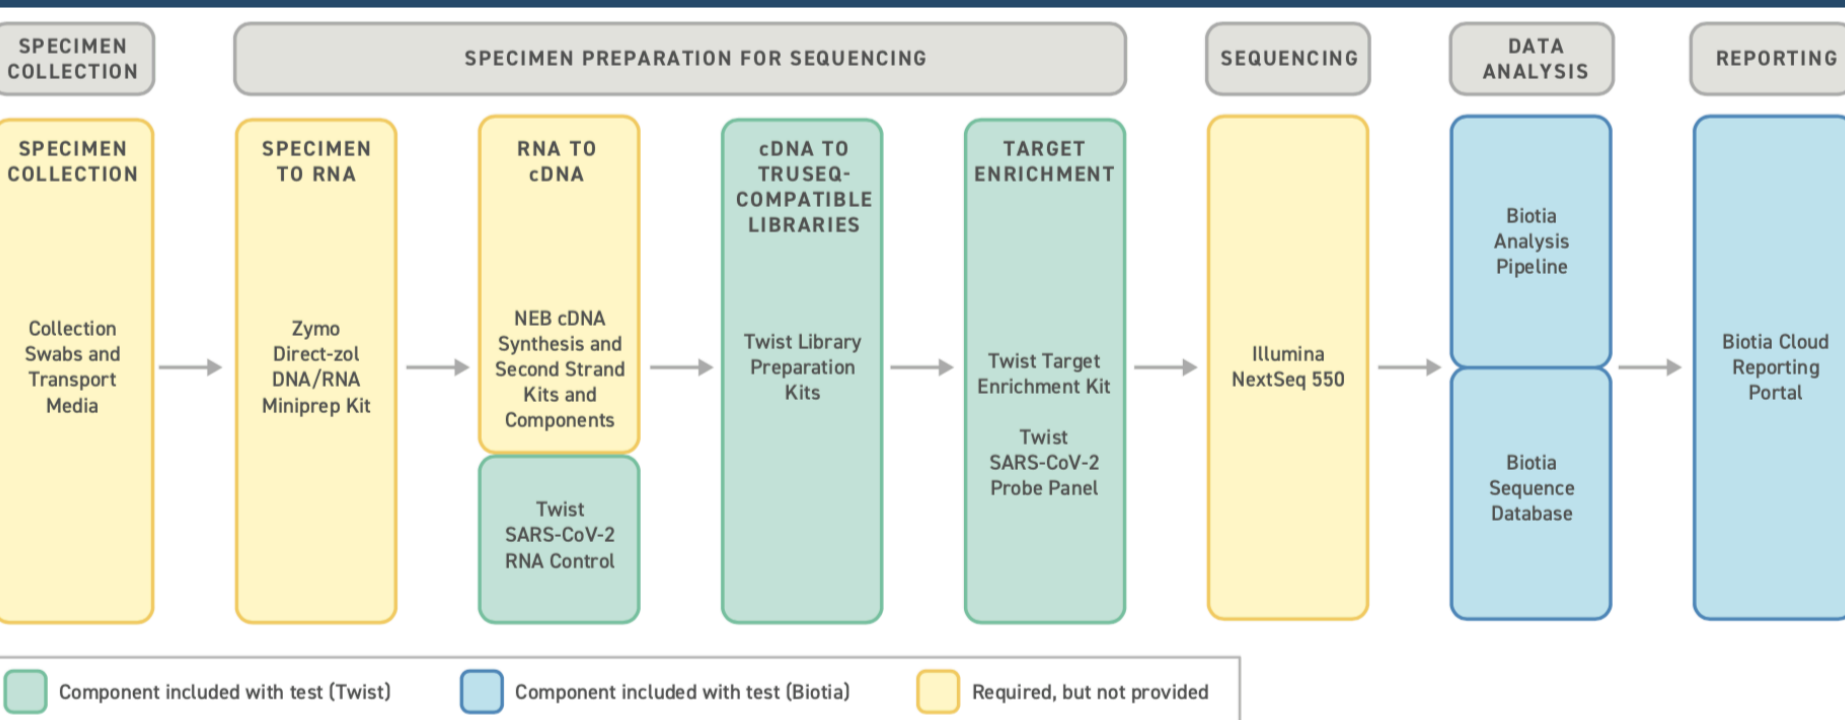 SPECIMEN
COLLECTION
SPECIMEN PREPARATION FOR SEQUENCING
SEQUENCING
DATA
ANALYSIS
REPORTING
SPECIMEN
COLLECTION
Collection
Swabs and
Transport
Media
SPECIMEN
TO RNA
Zymo
Direct-zol
DNA/RNA
Miniprep Kit
RNA TO
cDNA
NEB cDNA
Synthesis and
Second Strand
Kits and
Components
Twist
SARS-CoV-2
RNA Control
cDNA TO
TRUSEQ-
COMPATIBLE
LIBRARIES
Twist Library
Preparation
Kits
TARGET
ENRICHMENT
Twist Target
Enrichment Kit
Twist
SARS-CoV-2
Probe Panel
Illumina
NextSeq 550
Biotia
Analysis
Pipeline
Biotia
Sequence
Database
Biotia Cloud
Reporting
Portal
Component included with test (Twist)
Component included with test (Biotia)
Required, but not provided